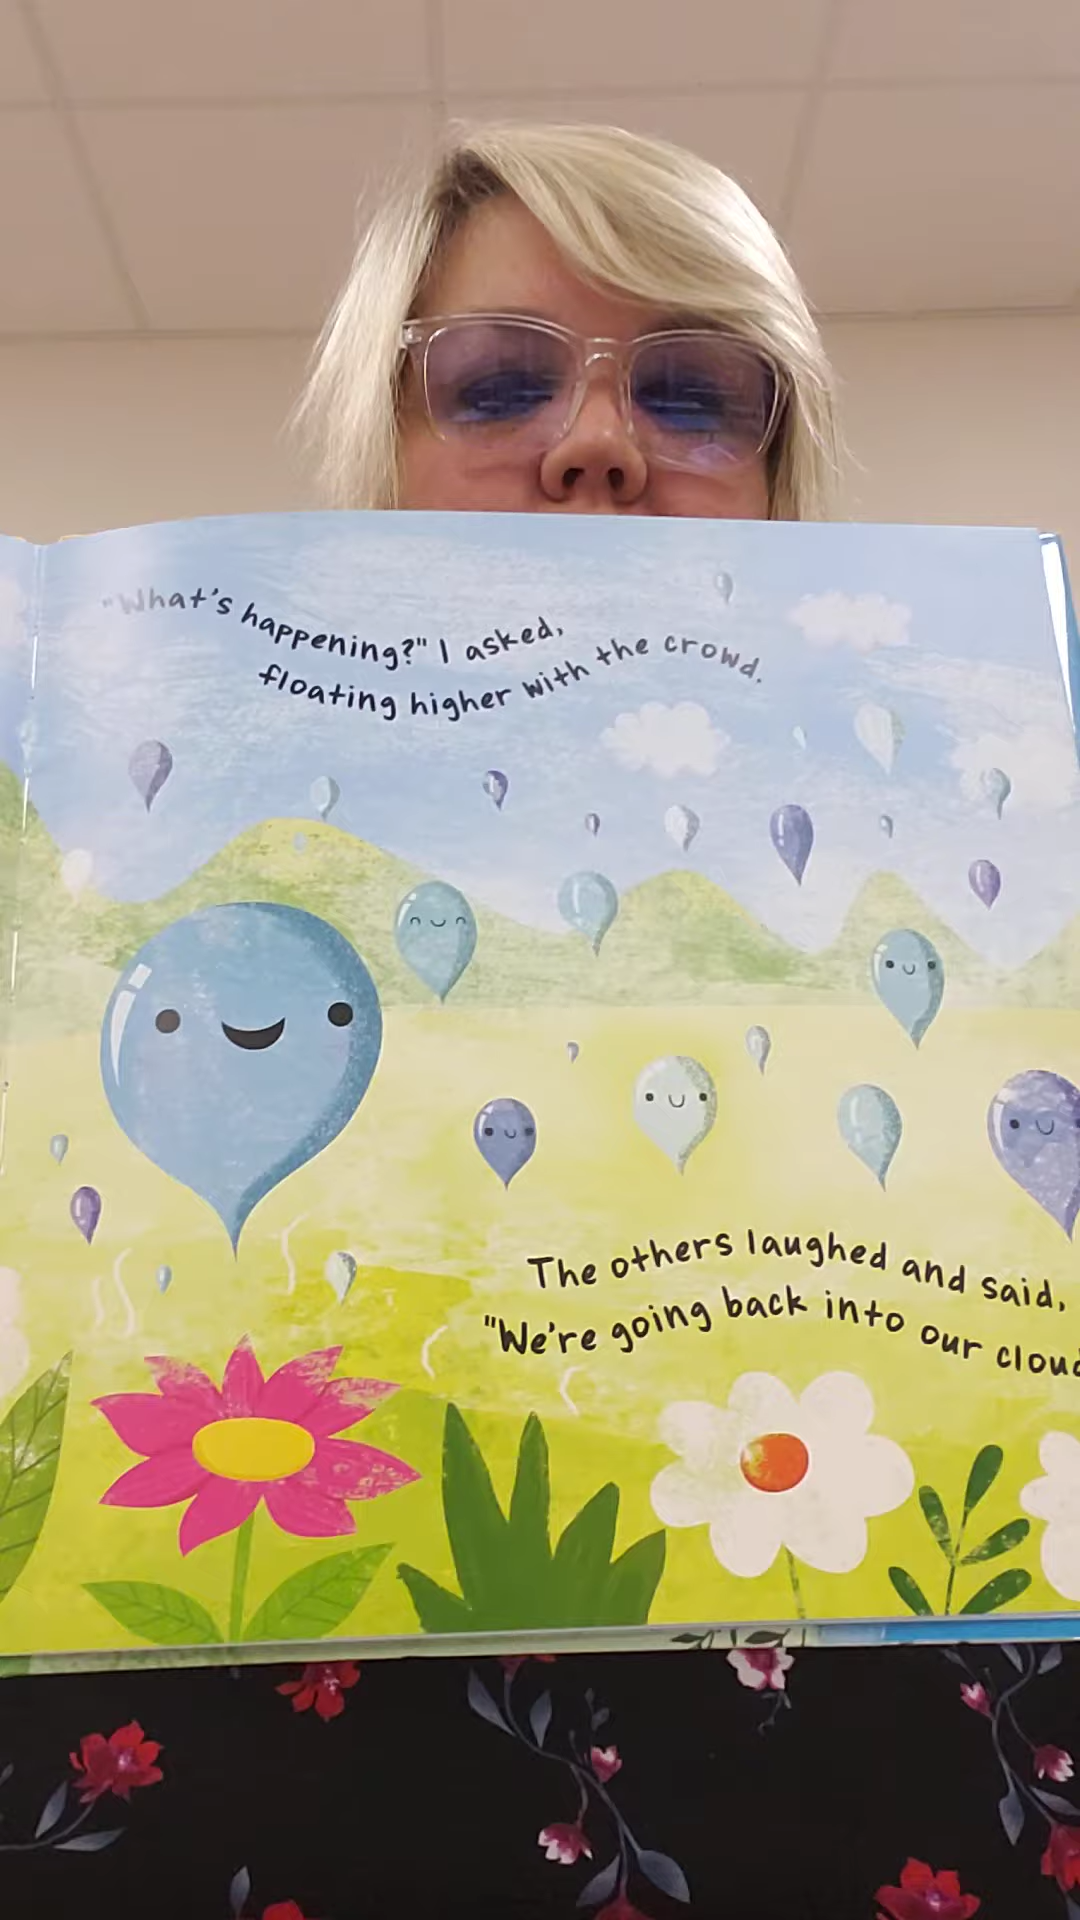 "What's happening?" I asked,
floating higher with the crowd.
The others laughed and said,
"We're going back into our